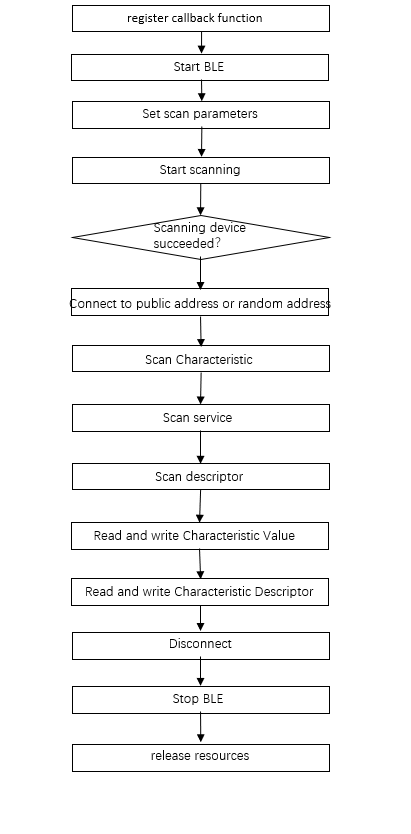 register callback function
Start BLE
Set scan parameters
Start scanning
Scanning device
succeeded?
Connect to public address or random address
Scan Characteristic
Scan service
Scan descriptor
Read and write Characteristic Value
Read and write Characteristic Descriptor
Disconnect
Stop BLE
release resources